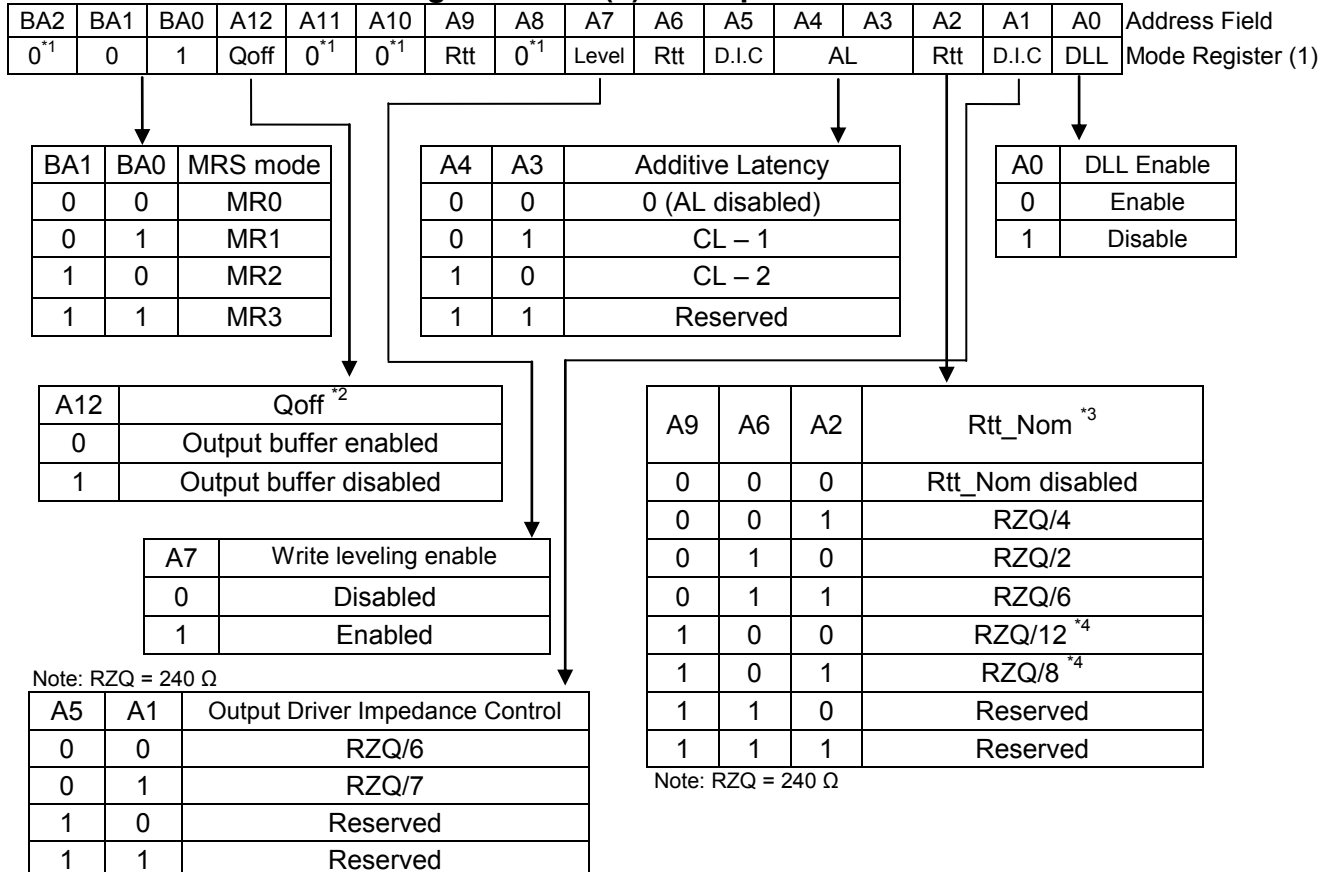 BA2 BA1 BA0 A12 A11 A10 A9 A8 A7 A6 A5 A4 A3 A2 A1 A0 Address Field
0*1 0 1 Qoff 0*1 0*1 Rtt 0*1 Level Rtt D.I.C AL Rtt D.I.C DLL Mode Register (1)
BA1 BA0 MRS mode
0 0 MR0
0 1 MR1
1 0 MR2
1 1 MR3
A4 A3 Additive Latency
0 0 0 (AL disabled)
0 1 CL – 1
1 0 CL – 2
1 1 Reserved
A0 DLL Enable
0 Enable
1 Disable
A12 Qoff *2
0 Output buffer enabled
1 Output buffer disabled
A7 Write leveling enable
0 Disabled
1 Enabled
Note: RZQ = 240 Ω
A5 A1 Output Driver Impedance Control
0 0 RZQ/6
0 1 RZQ/7
1 0 Reserved
1 1 Reserved
A9 A6 A2 Rtt_Nom *3
0 0 0 Rtt_Nom disabled
0 0 1 RZQ/4
0 1 0 RZQ/2
0 1 1 RZQ/6
1 0 0 RZQ/12 *4
1 0 1 RZQ/8 *4
1 1 0 Reserved
1 1 1 Reserved
Note: RZQ = 240 Ω